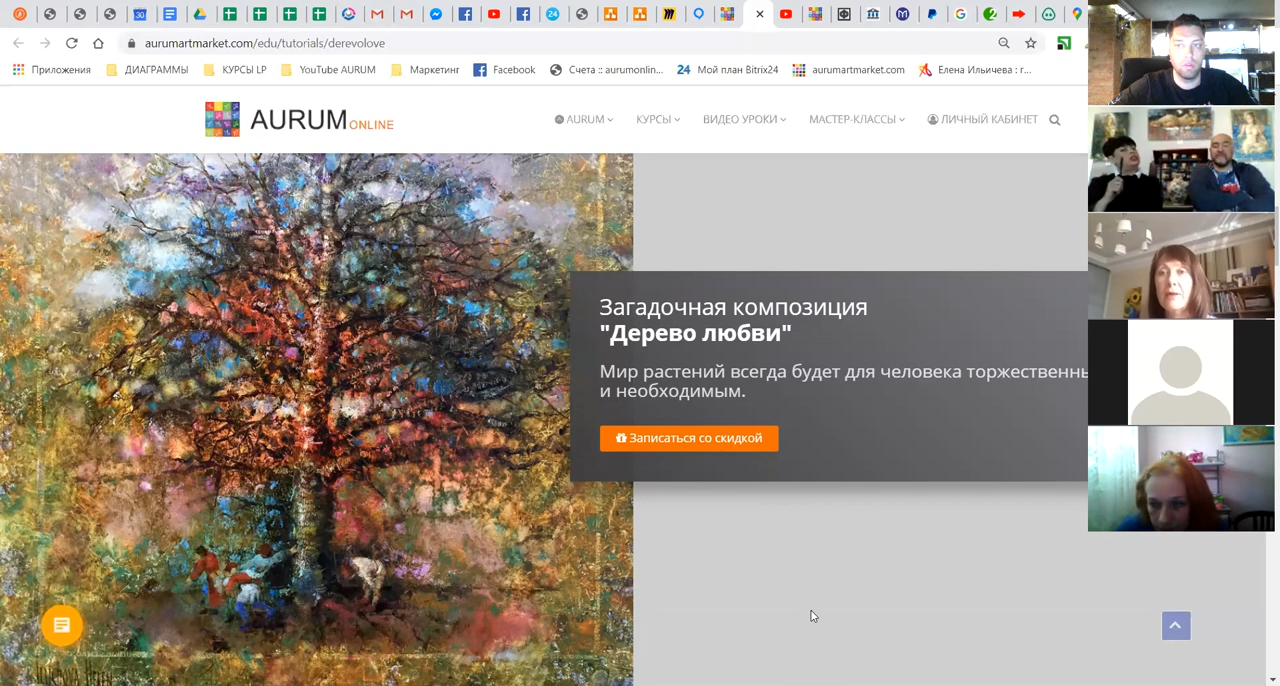 24
aurumartmarket.com/edu/tutorials/derevolove
Приложения
ДИАГРАММЫ
КУРСЫ LP
YouTube AURUM
Маркетинг
Facebook
Счета :: aurumonlin...
24 Мой план Bitrix24
aurumartmarket.com
Елена Ильичева : г...
AURUM ONLINE
AURUM
КУРСЫ
ВИДЕО УРОКИ
МАСТЕР-КЛАССЫ
ЛИЧНЫЙ КАБИНЕТ
Загадочная композиция
"Дерево любви"
Мир растений всегда будет для человека торжественны
и необходимым.
Записаться со скидкой